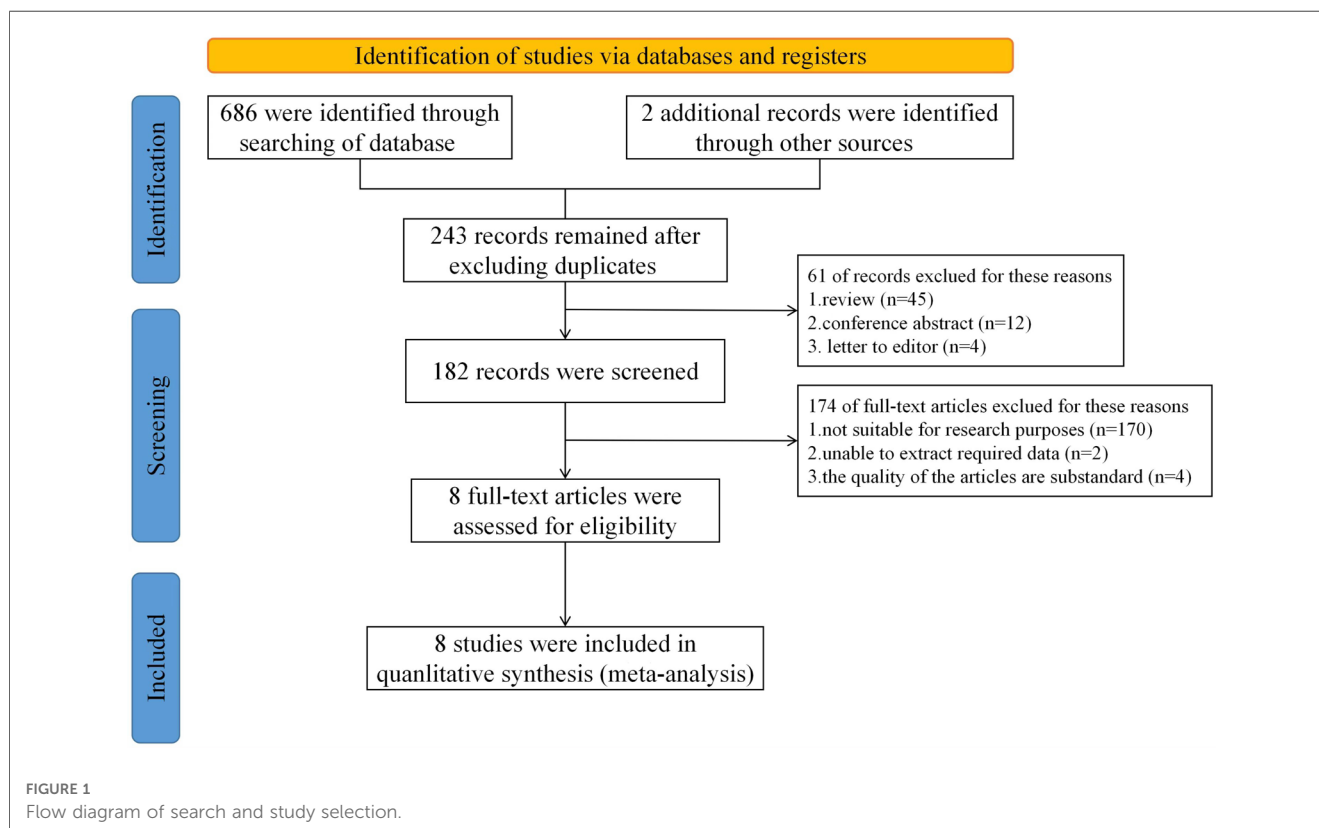 Identification of studies via databases and registers
Identification
686 were identified through
searching of database
2 additional records were identified
through other sources
243 records remained after
excluding duplicates
61 of records exclued for these reasons
1.review (n=45)
2.conference abstract (n=12)
3. letter to editor (n=4)
Screening
182 records were screened
174 of full-text articles excluded for these reasons
1.not suitable for research purposes (n=170)
2.unable to extract required data (n=2)
3.the quality of the articles are substandard (n=4)
8 full-text articles were
assessed for eligibility
Included
8 studies were included in
quanlitative synthesis (meta-analysis)
FIGURE 1
Flow diagram of search and study selection.